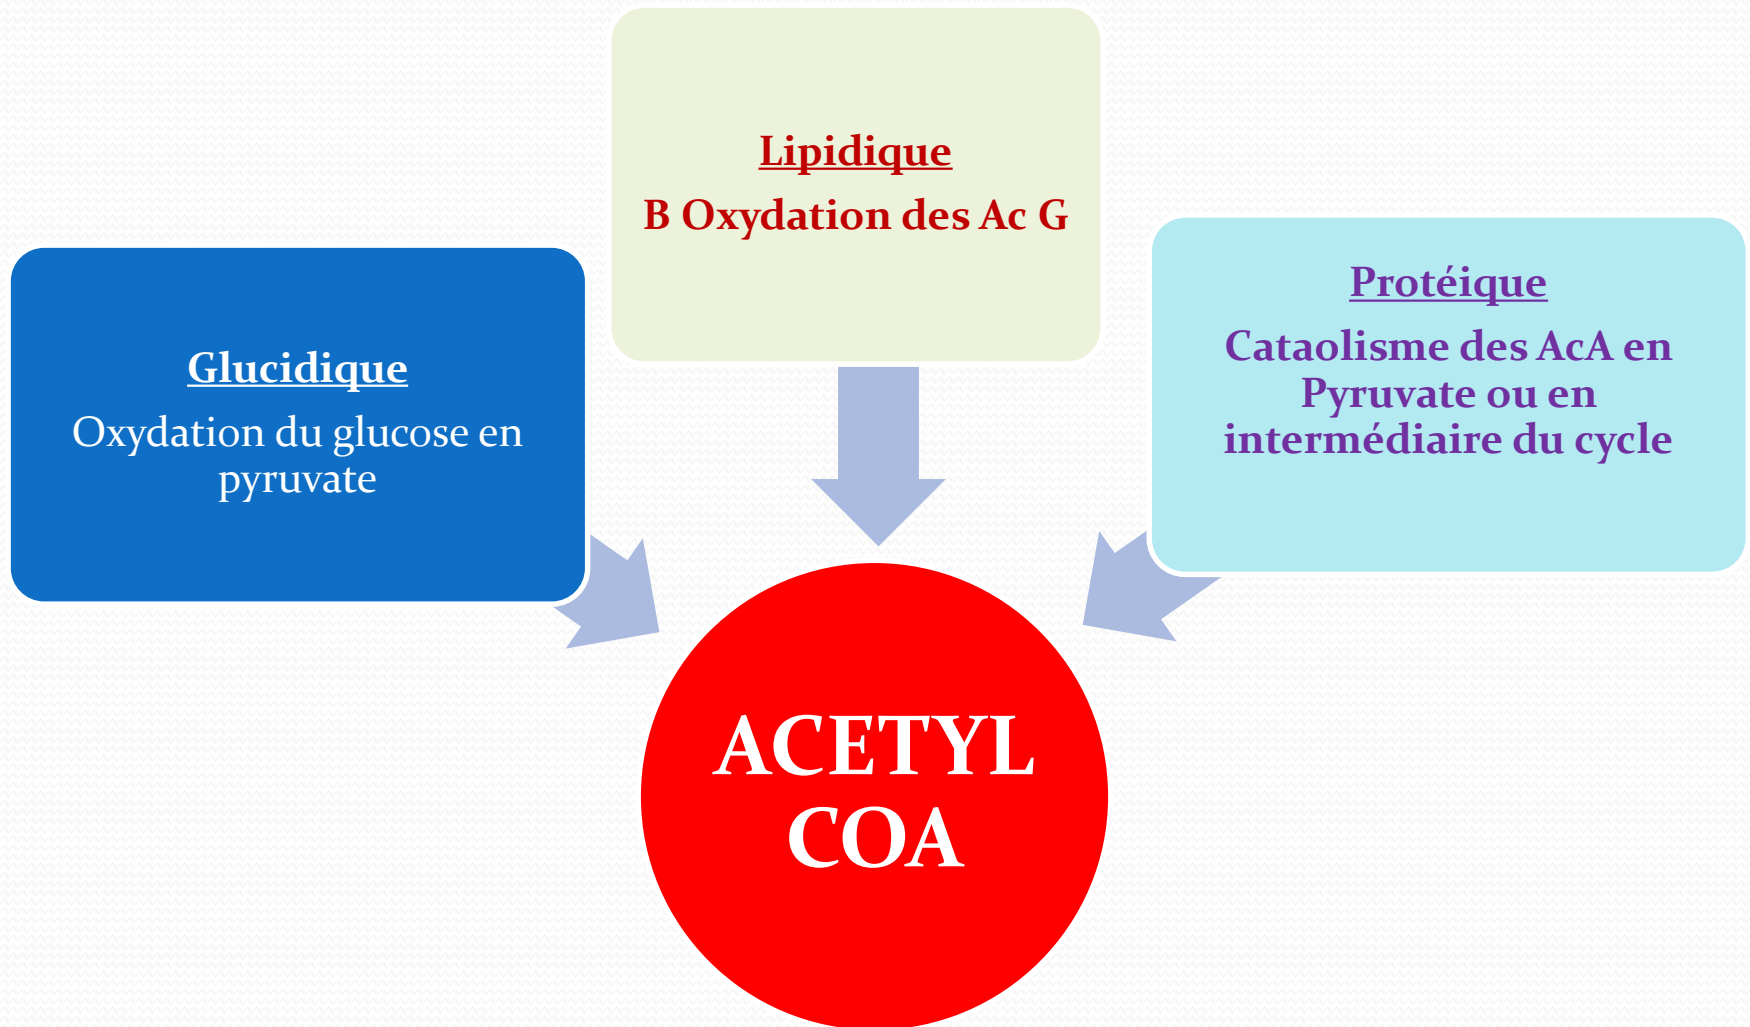 Lipidique
B Oxydation des Ac G
Glucidique
Oxydation du glucose en
pyruvate
Protéique
Cataolisme des AcA en
Pyruvate ou en
intermédiaire du cycle
ACETYL
COA